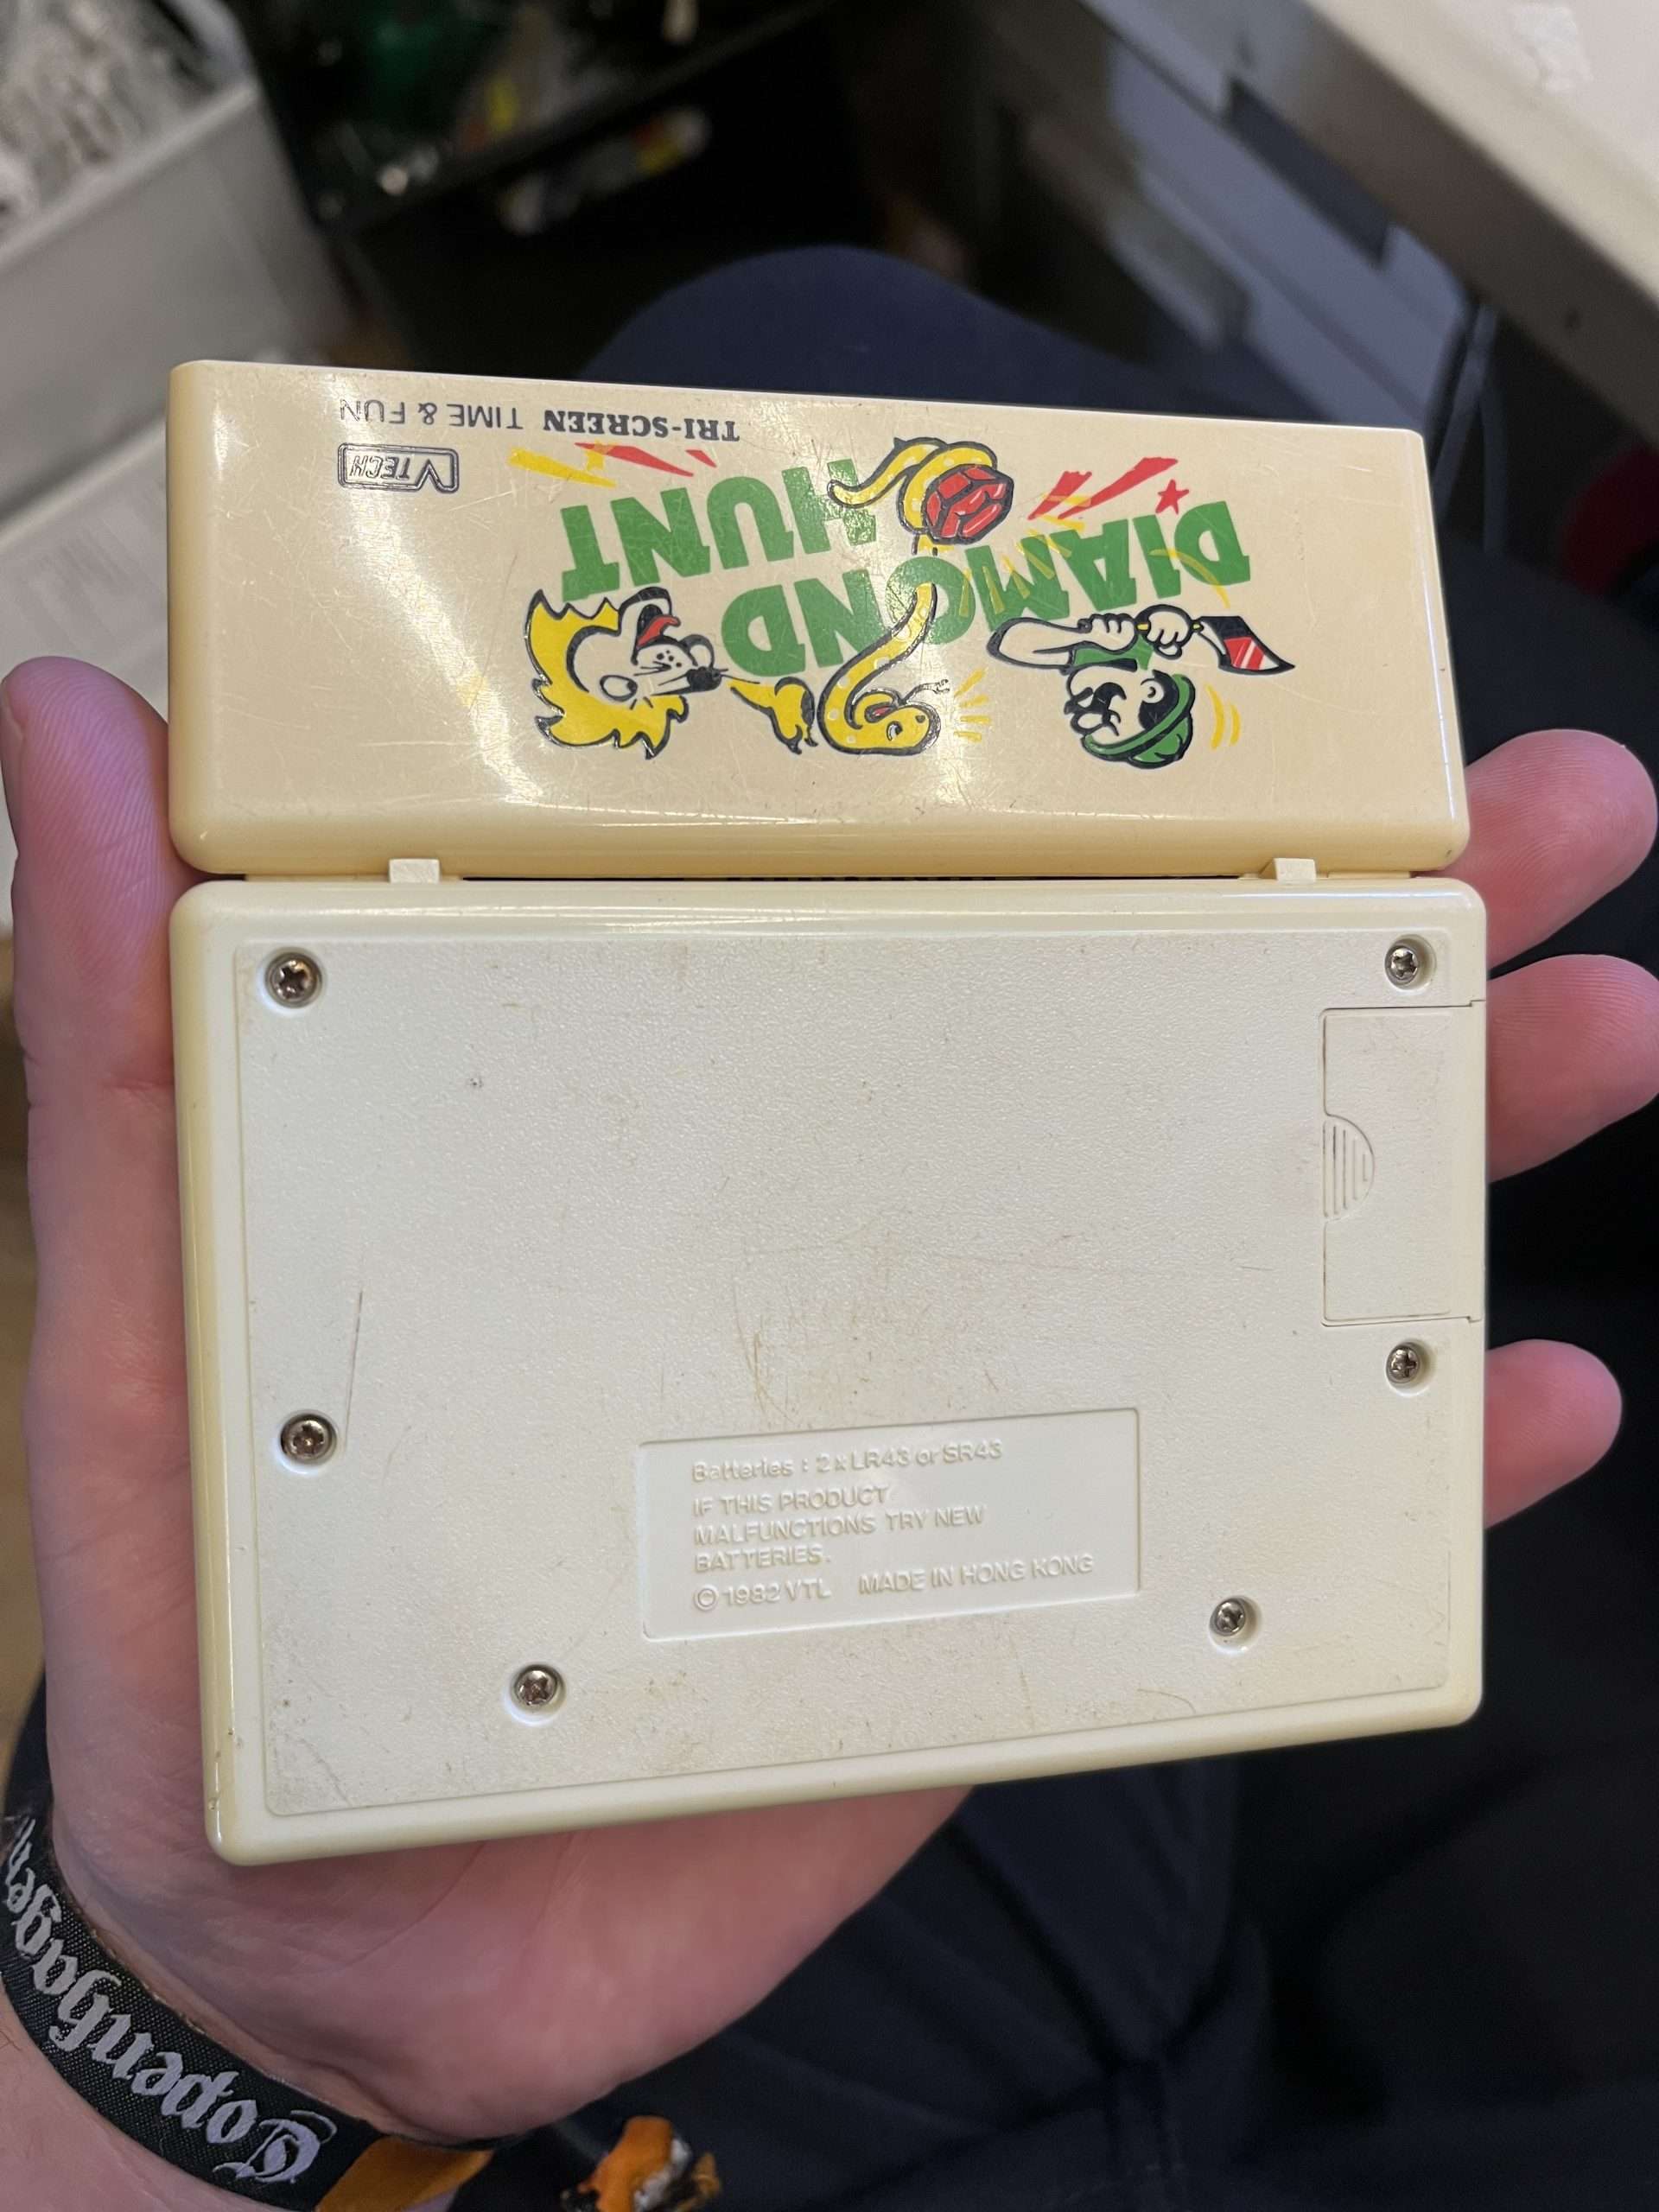 VTECH
TRI-SCREEN TIME & FUN
DIAMOND
HUNT
Batteries : 2 x LR43 or SR43
IF THIS PRODUCT
MALFUNCTIONS TRY NEW
BATTERIES.
© 1982 VTL MADE IN HONG KONG
Copenhagen